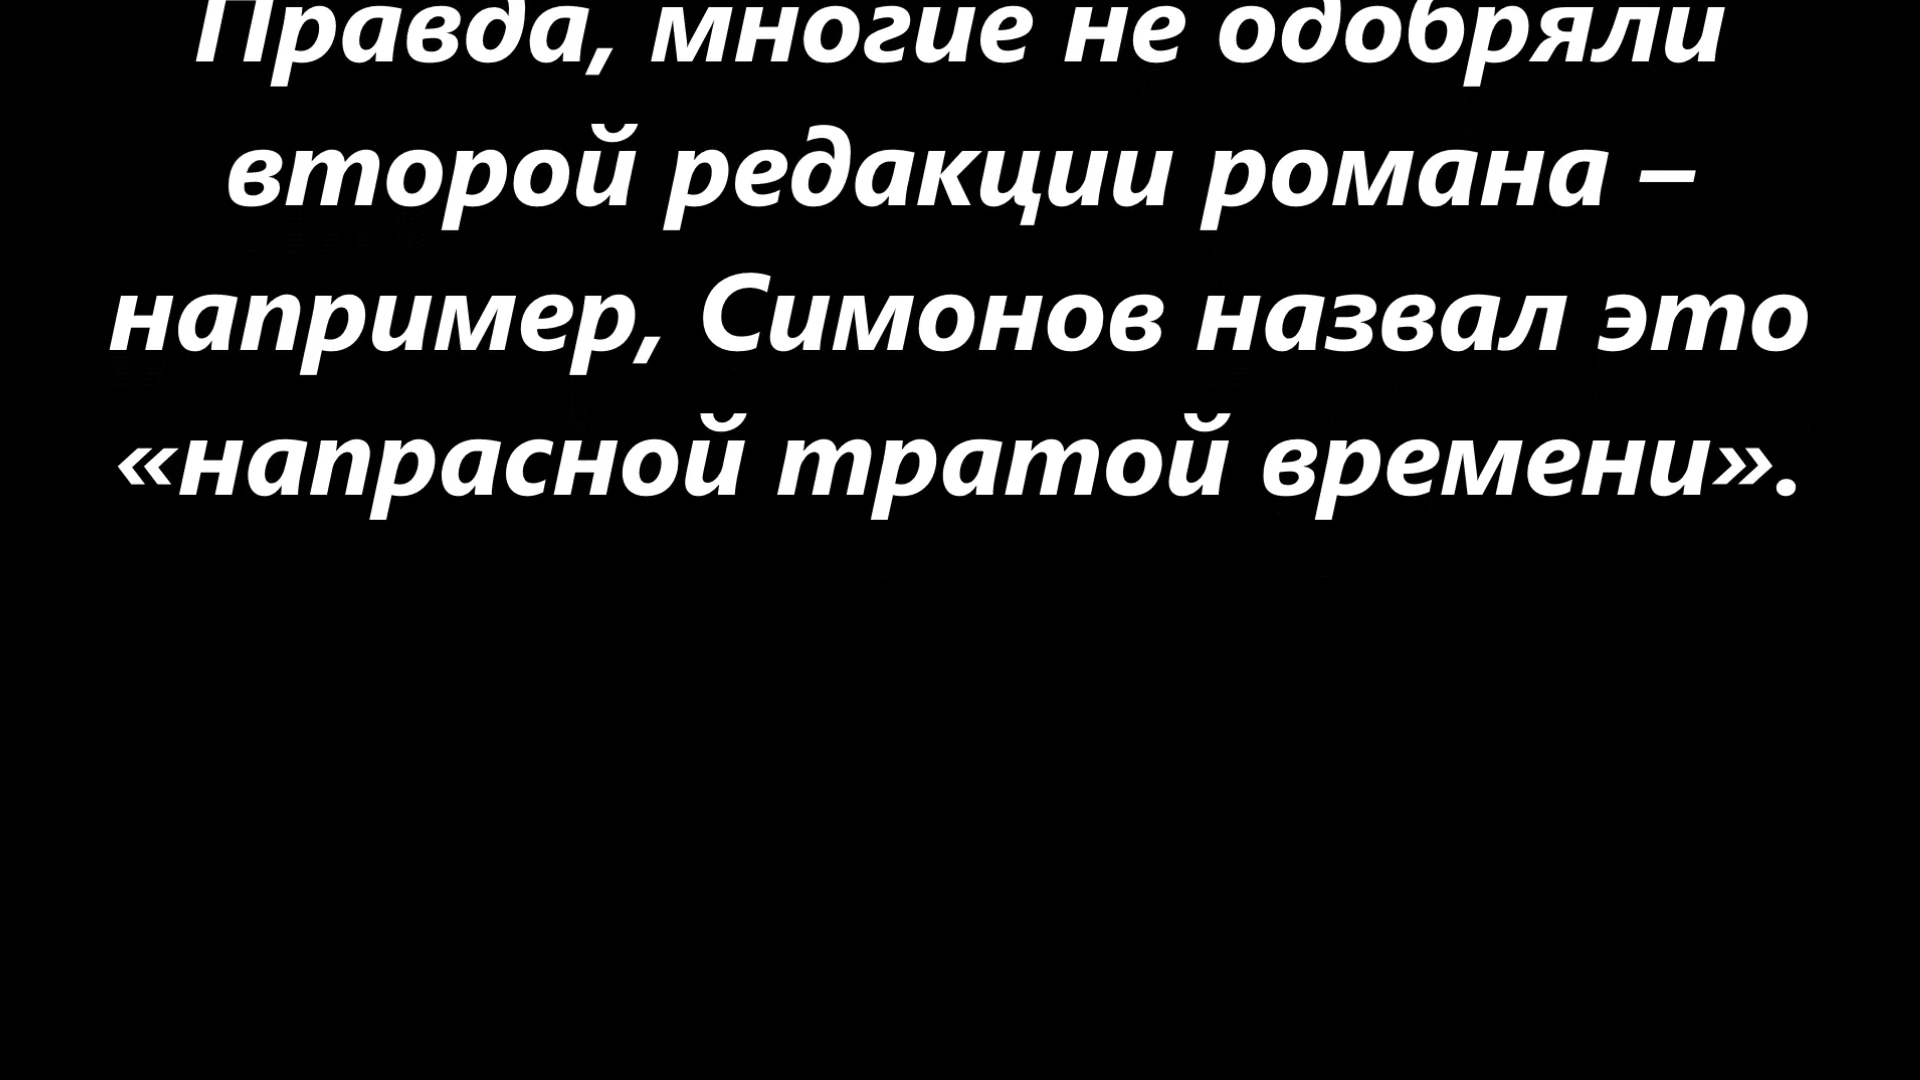 Правда, многие не одобряли
второй редакции романа –
например, Симонов назвал это
«напрасной тратой времени».